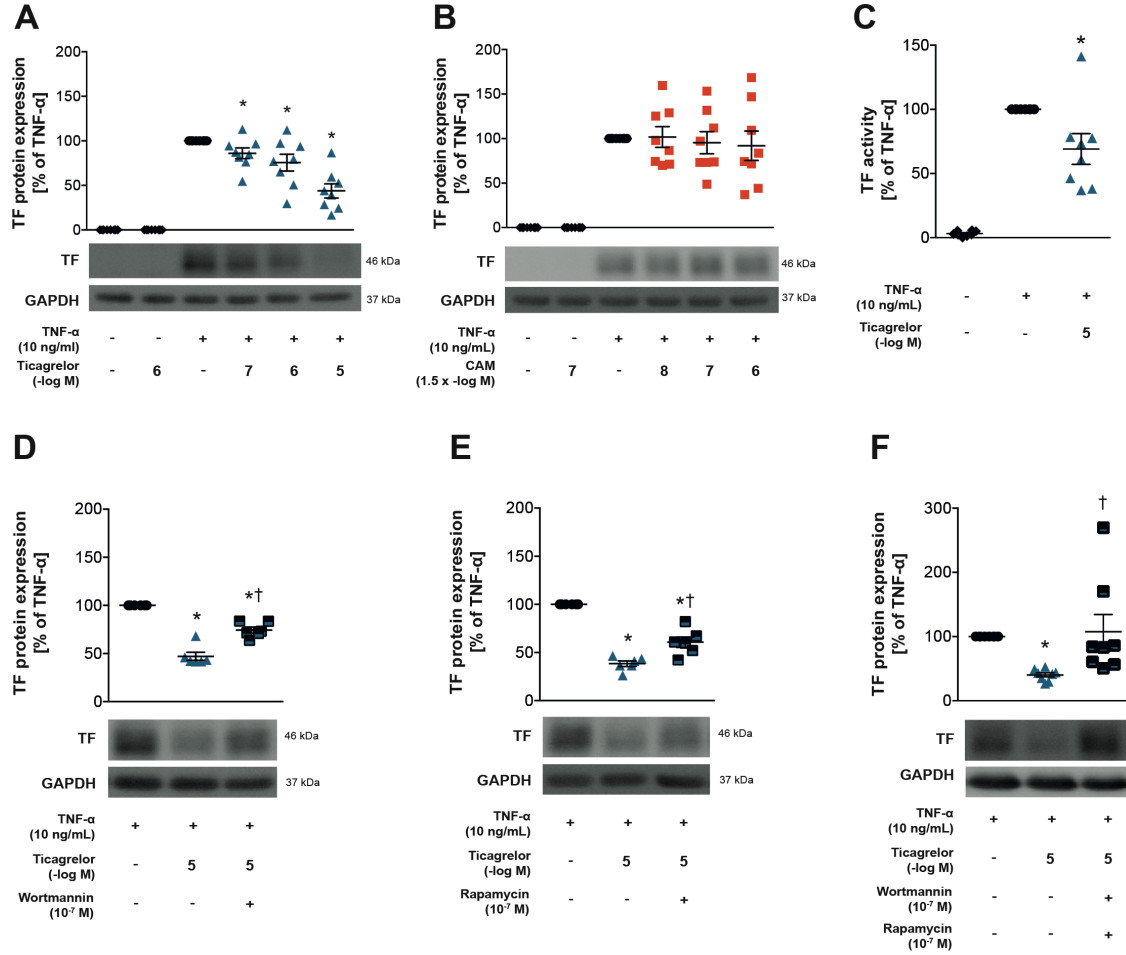 A
TF protein expression
[% of TNF-α]
200
150
100
50
0
* * *
TF
46 kDa
GAPDH
37 kDa
TNF-α
(10 ng/ml)
- - + + + +
Ticagrelor
(-log M)
- 6 - 7 6 5
B
TF protein expression
[% of TNF-α]
200
150
100
50
0
TF
46 kDa
GAPDH
37 kDa
TNF-α
(10 ng/mL)
- - + + + +
CAM
(1.5 x -log M)
- 7 - 8 7 6
C
TF activity
[% of TNF-α]
150
100
50
0
*
TNF-α
(10 ng/mL)
- + +
Ticagrelor
(-log M)
- - 5
D
TF protein expression
[% of TNF-α]
200
150
100
50
0
* *†
TF
46 kDa
GAPDH
37 kDa
TNF-α
(10 ng/mL)
+ + +
Ticagrelor
(-log M)
- 5 5
Wortmannin
(10⁻⁷ M)
- - +
E
TF protein expression
[% of TNF-α]
200
150
100
50
0
* *†
TF
46 kDa
GAPDH
37 kDa
TNF-α
(10 ng/mL)
+ + +
Ticagrelor
(-log M)
- 5 5
Rapamycin
(10⁻⁷ M)
- - +
F
TF protein expression
[% of TNF-α]
300
200
100
0
* †
TF
GAPDH
TNF-α
(10 ng/mL)
+ + +
Ticagrelor
(-log M)
- 5 5
Wortmannin
(10⁻⁷ M)
- - +
Rapamycin
(10⁻⁷ M)
- - +